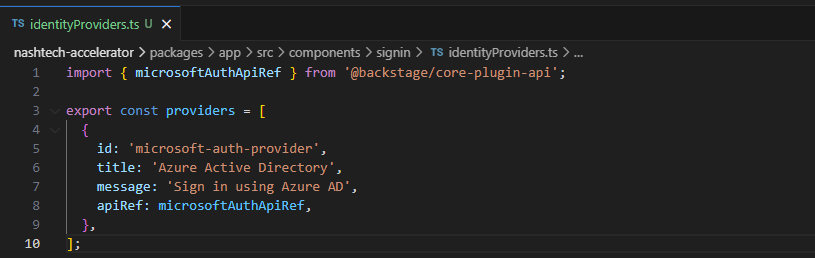 TS identityProviders.ts U ×
nashtech-accelerator > packages > app > src > components > signin > TS identityProviders.ts > ...
1 import { microsoftAuthApiRef } from '@backstage/core-plugin-api';
2
3 export const providers = [
4 {
5 id: 'microsoft-auth-provider',
6 title: 'Azure Active Directory',
7 message: 'Sign in using Azure AD',
8 apiRef: microsoftAuthApiRef,
9 },
10 ];